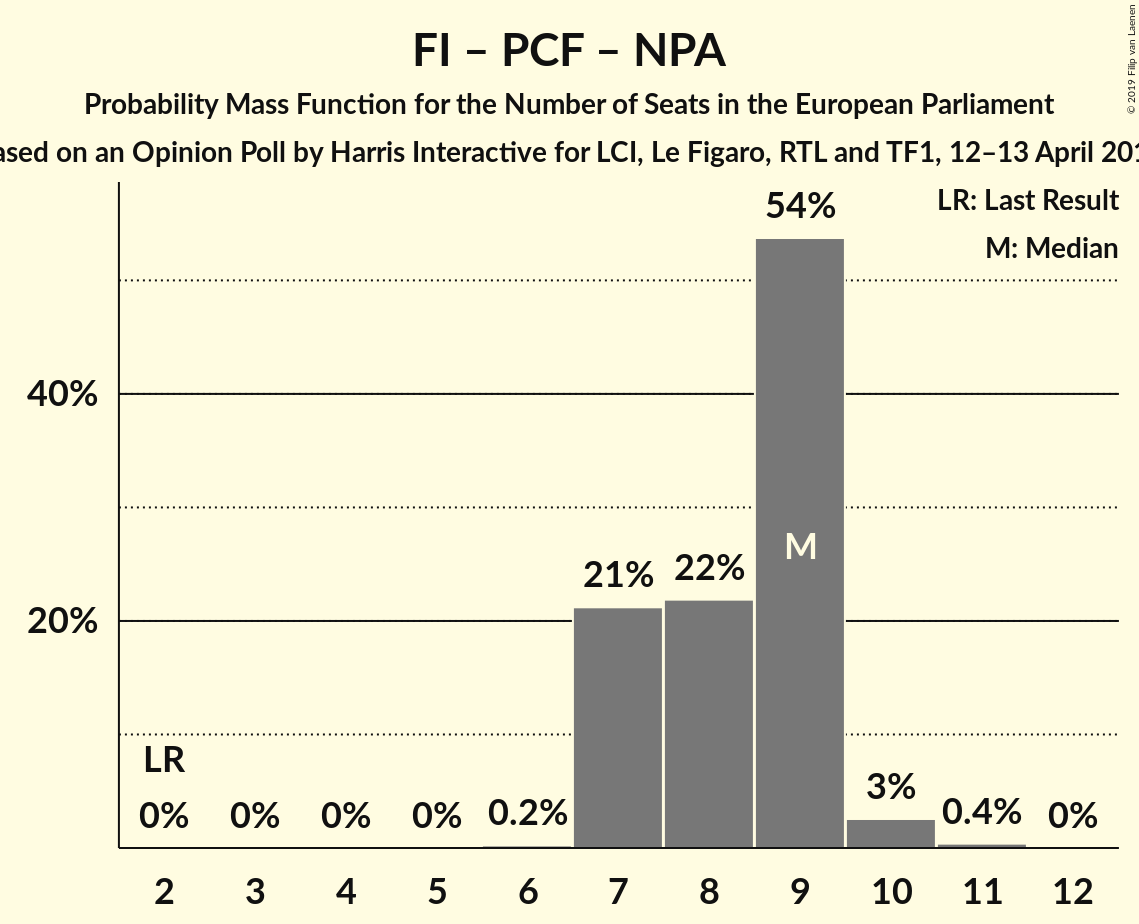 FI – PCF – NPA
Probability Mass Function for the Number of Seats in the European Parliament
on an Opinion Poll by Harris Interactive for LCI, Le Figaro, RTL and TF1, 12–13 April
© 2019 Filip van Laenen
LR: Last Result
M: Median
54%
40%
M
21%
22%
20%
LR
0%
0%
0%
0%
0.2%
3%
0.4%
0%
2 3 4 5 6 7 8 9 10 11 12